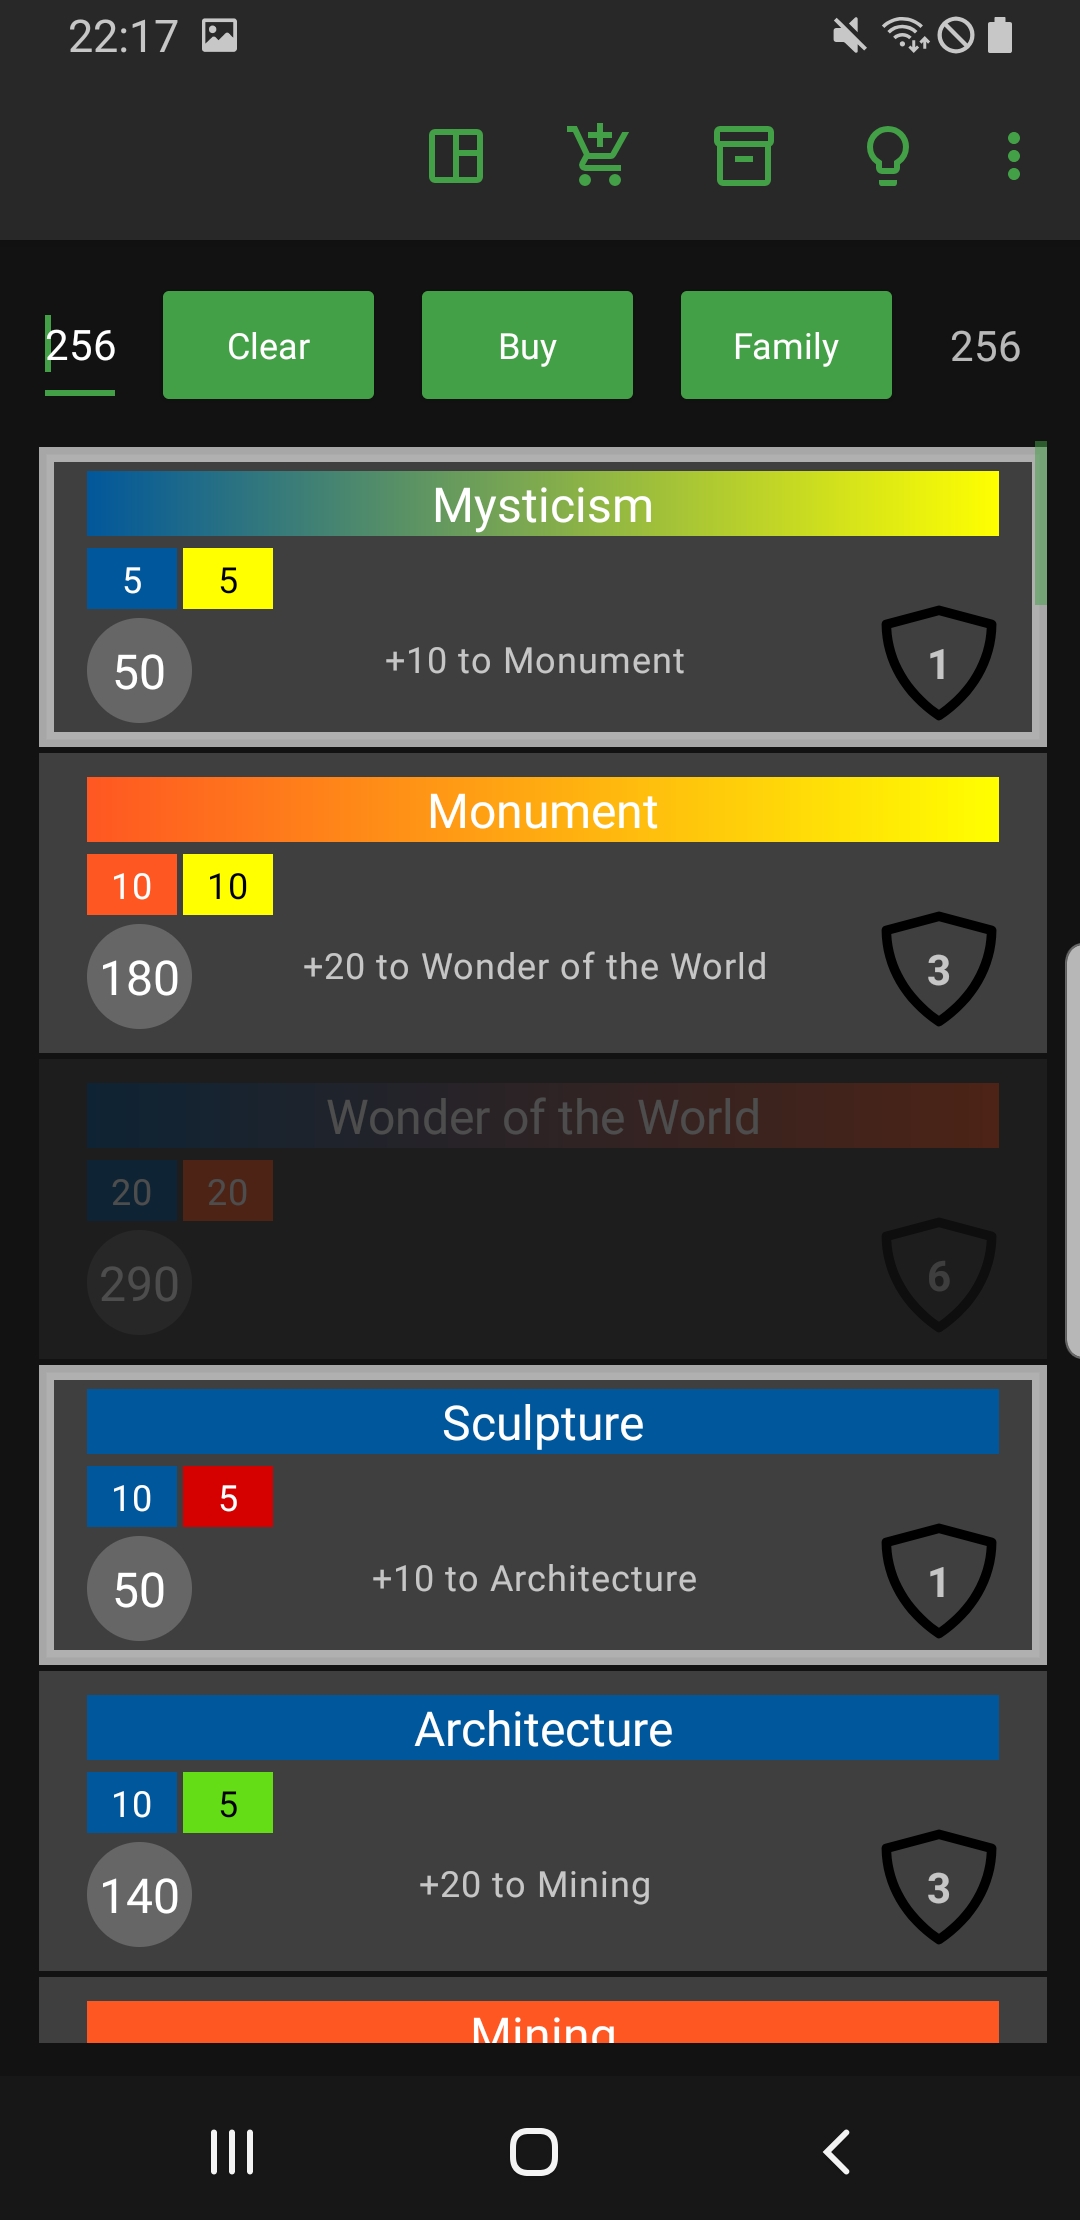 22:17
256 Clear Buy Family 256
Mysticism
5 5
50 +10 to Monument 1
Monument
10 10
180 +20 to Wonder of the World 3
Wonder of the World
20 20
290 6
Sculpture
10 5
50 +10 to Architecture 1
Architecture
10 5
140 +20 to Mining 3
Mining